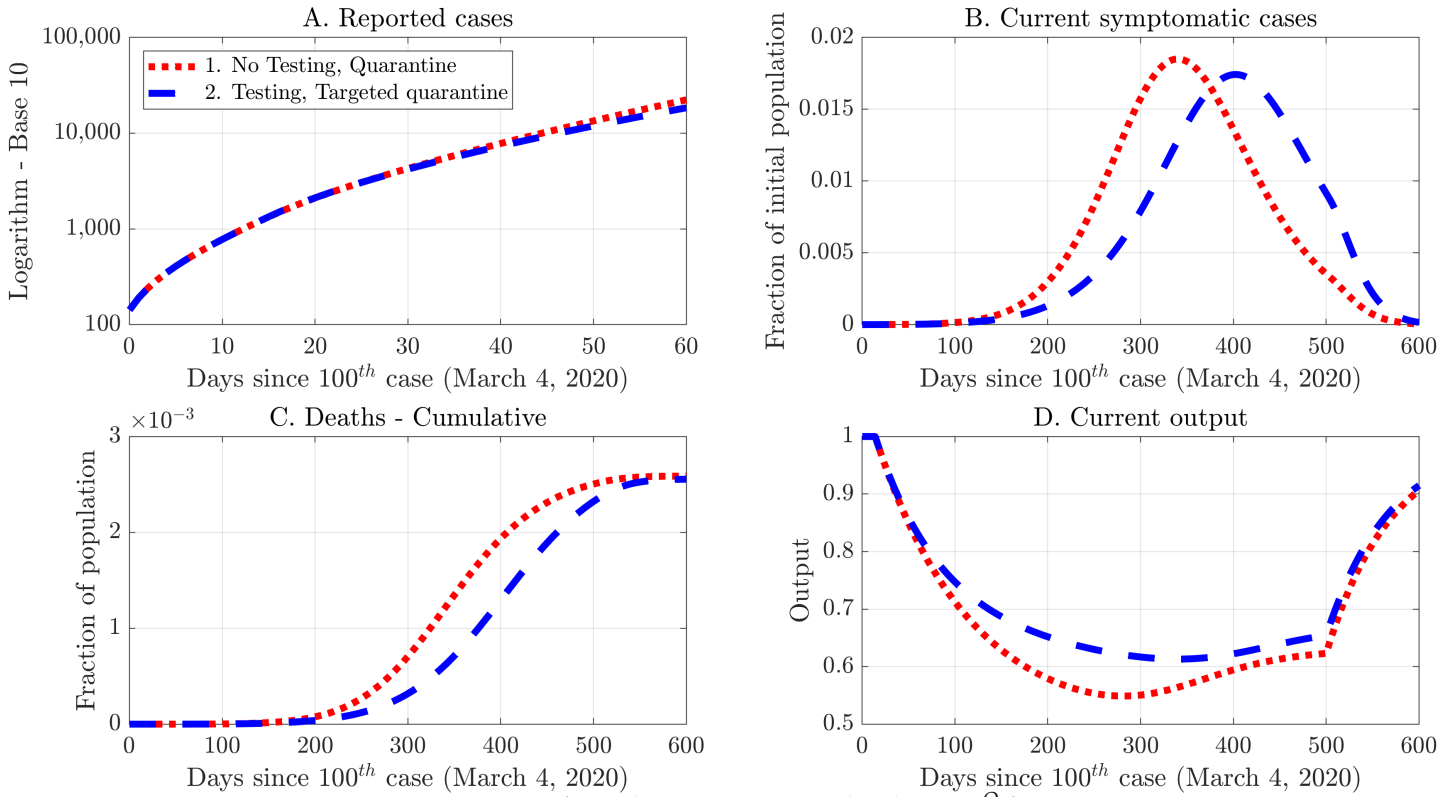 A. Reported cases
Logarithm - Base 10
100,000
10,000
1,000
100
1. No Testing, Quarantine
2. Testing, Targeted quarantine
0 10 20 30 40 50 60
Days since 100th case (March 4, 2020)
B. Current symptomatic cases
Fraction of initial population
0.02
0.015
0.01
0.005
0
0 100 200 300 400 500 600
Days since 100th case (March 4, 2020)
C. Deaths - Cumulative
×10−3
Fraction of population
3
2
1
0
0 100 200 300 400 500 600
Days since 100th case (March 4, 2020)
D. Current output
Output
1
0.9
0.8
0.7
0.6
0.5
0 100 200 300 400 500 600
Days since 100th case (March 4, 2020)